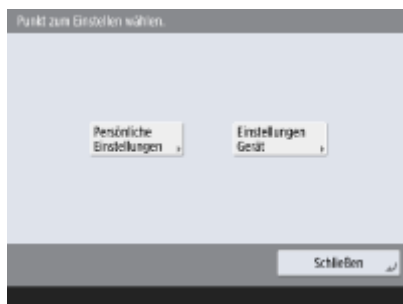 Punkt zum Einstellen wählen.
Persönliche
Einstellungen
Einstellungen
Gerät
Schließen